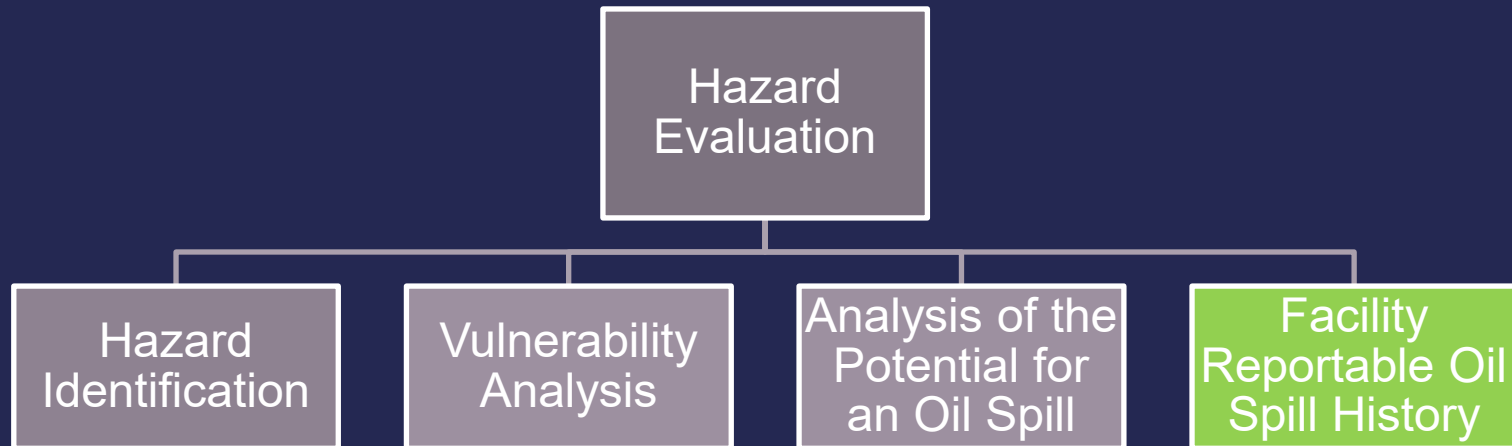 Hazard
Evaluation
Hazard
Identification
Vulnerability
Analysis
Analysis of the
Potential for
an Oil Spill
Facility
Reportable Oil
Spill History